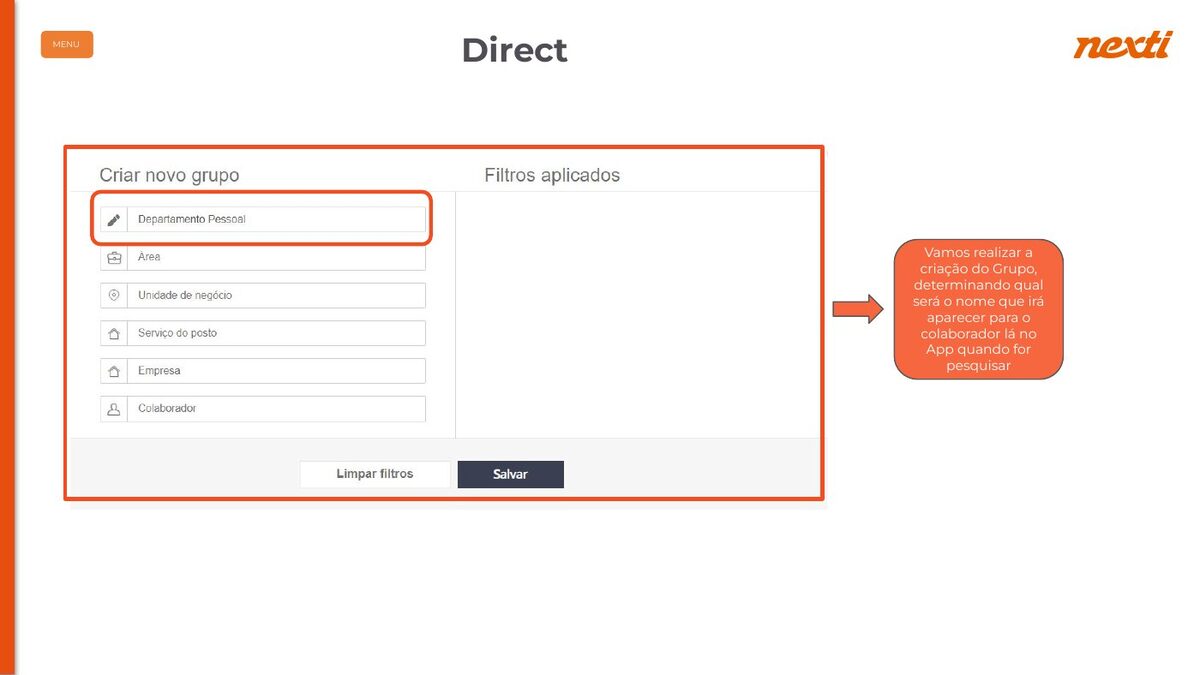 MENU
Direct
nexti
Criar novo grupo
Filtros aplicados
Departamento Pessoal
Área
Unidade de negócio
Serviço do posto
Empresa
Colaborador
Limpar filtros
Salvar
Vamos realizar a
criação do Grupo,
determinando qual
será o nome que irá
aparecer para o
colaborador lá no
App quando for
pesquisar